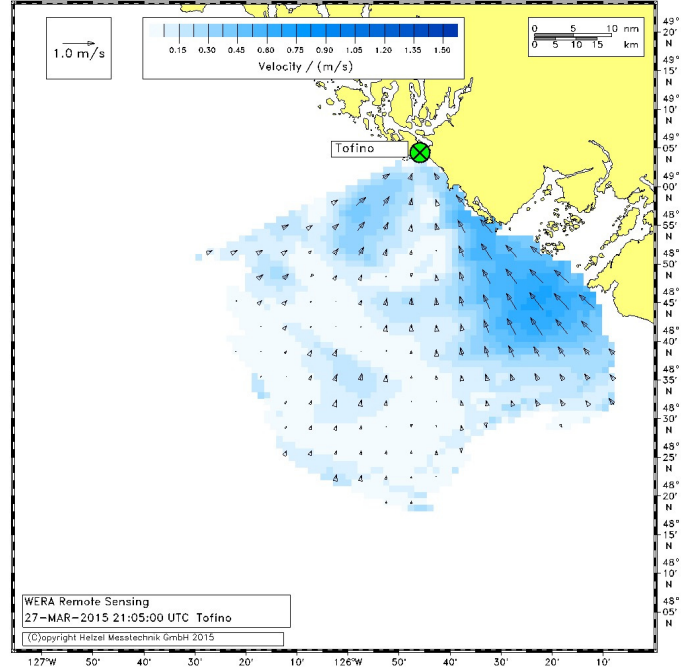 1.0 m/s
0.15 0.30 0.45 0.60 0.75 0.90 1.05 1.20 1.35 1.50
Velocity / (m/s)
0 5 10 nm
0 5 10 15 km
Tofino
49°
20'
N
49°
15'
N
49°
10'
N
49°
05'
N
49°
00'
N
48°
55'
N
48°
50'
N
48°
45'
N
48°
40'
N
48°
35'
N
48°
30'
N
48°
25'
N
48°
20'
N
48°
15'
N
48°
10'
N
48°
05'
N
WERA Remote Sensing
27-MAR-2015 21:05:00 UTC Tofino
(C)opyright Helzel Messtechnik GmbH 2015
127°W 50' 40' 30' 20' 10' 126°W 50' 40' 30' 20' 10'